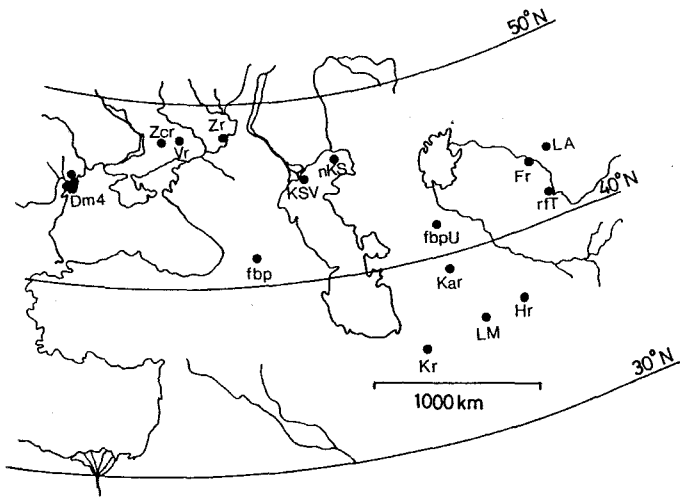 50°N
Zr
Zcr
Vr
LA
nKS
Fr
KSV
Dm4
rfT
40°N
fbpU
fbp
Kar
Hr
LM
Kr
30°N
1000 km